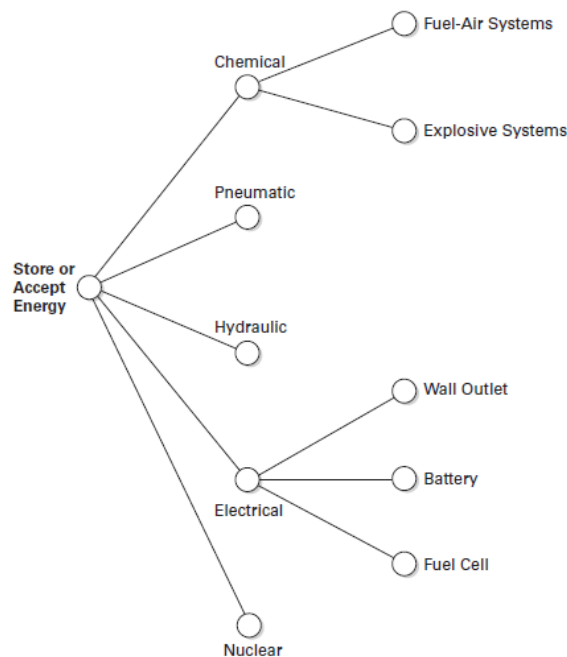 Fuel-Air Systems
Chemical
Explosive Systems
Pneumatic
Store or
Accept
Energy
Hydraulic
Wall Outlet
Battery
Electrical
Fuel Cell
Nuclear